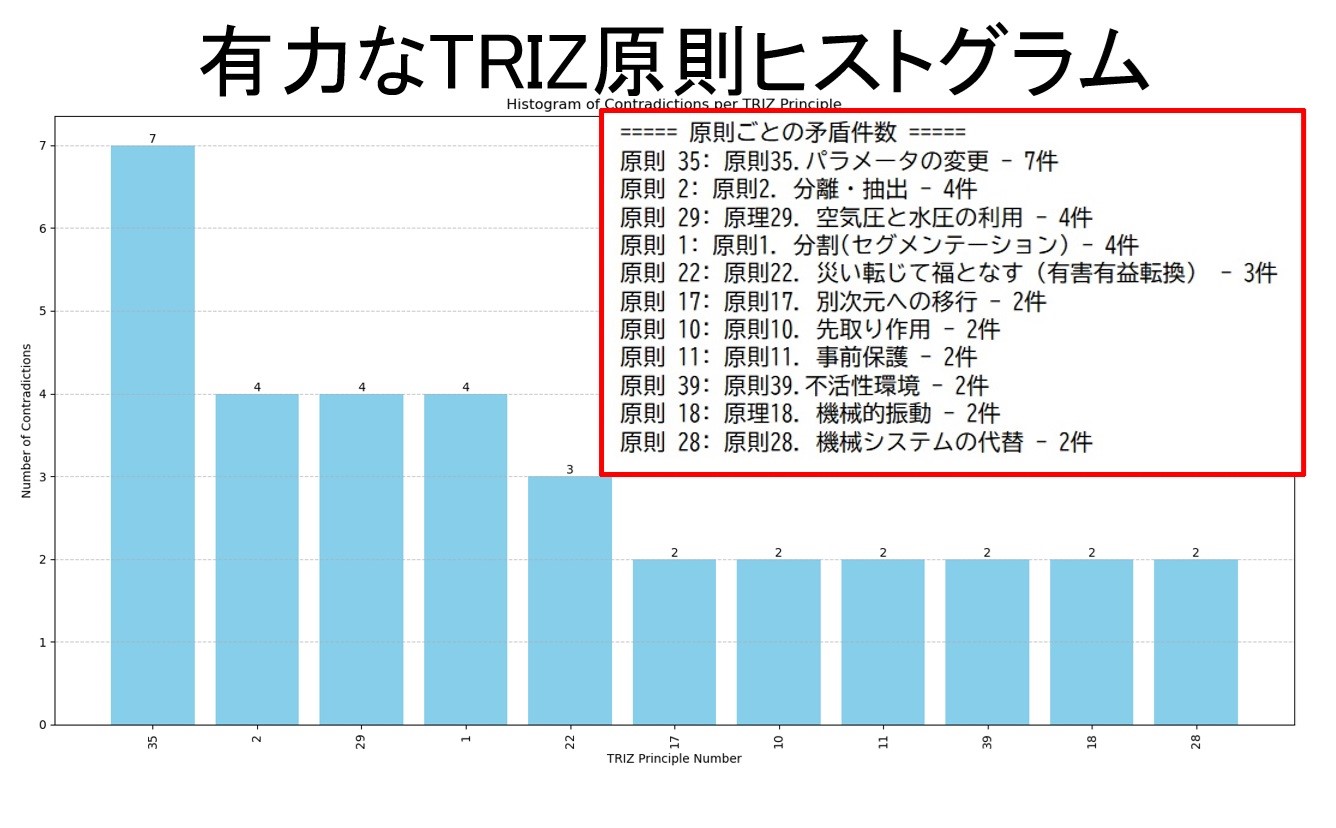 有力なTRIZ原則ヒストグラム
Histogram of Contradictions per TRIZ Principle
===== 原則ごとの矛盾件数 =====
原則 35: 原則35.パラメータの変更 - 7件
原則 2: 原則2. 分離・抽出 - 4件
原則 29: 原理29. 空気圧と水圧の利用 - 4件
原則 1: 原則1. 分割(セグメンテーション) - 4件
原則 22: 原則22. 災い転じて福となす（有害有益転換） - 3件
原則 17: 原則17. 別次元への移行 - 2件
原則 10: 原則10. 先取り作用 - 2件
原則 11: 原則11. 事前保護 - 2件
原則 39: 原則39.不活性環境 - 2件
原則 18: 原理18. 機械的振動 - 2件
原則 28: 原則28. 機械システムの代替 - 2件
Number of Contradictions
7
6
5
4
3
2
1
0
7
4
4
4
3
2
2
2
2
2
2
35
2
29
1
22
17
10
11
39
18
28
TRIZ Principle Number